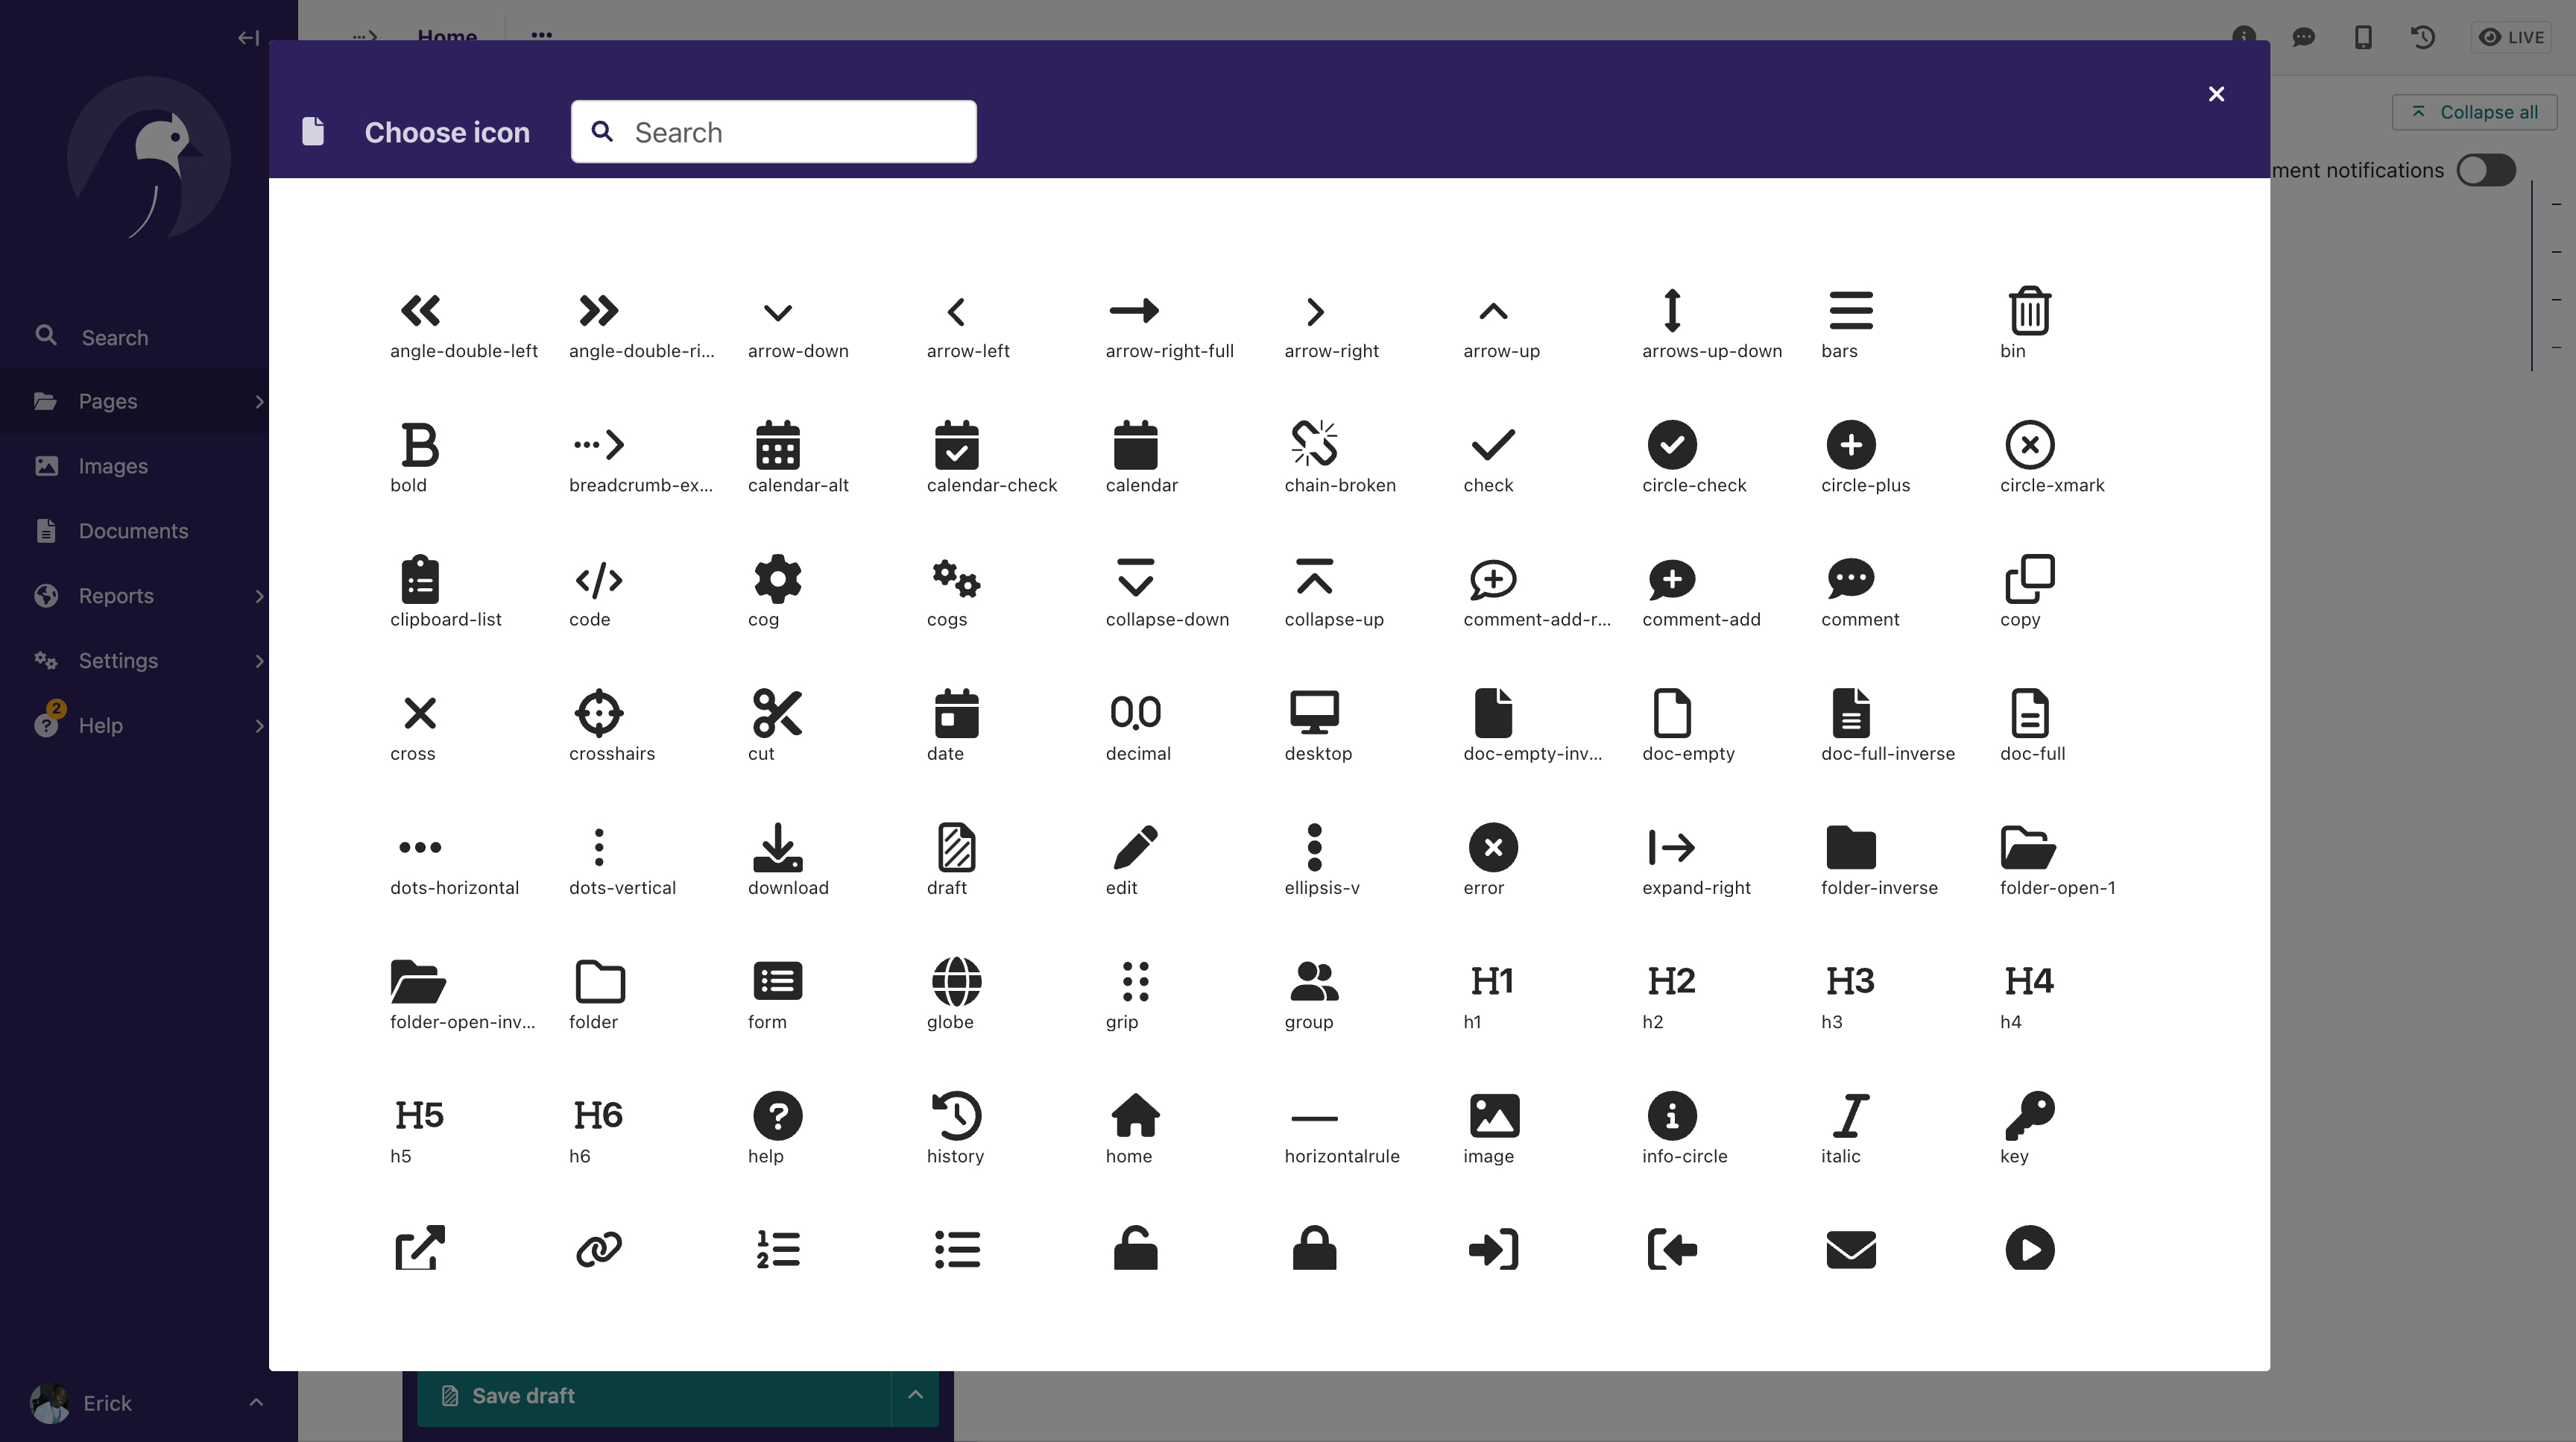 Home
LIVE
Choose icon
Search
Collapse all
ment notifications
Search
Pages
Images
Documents
Reports
Settings
2
Help
angle-double-left angle-double-ri... arrow-down arrow-left arrow-right-full arrow-right arrow-up arrows-up-down bars bin
bold breadcrumb-ex... calendar-alt calendar-check calendar chain-broken check circle-check circle-plus circle-xmark
clipboard-list code cog cogs collapse-down collapse-up comment-add-r... comment-add comment copy
0.0
cross crosshairs cut date decimal desktop doc-empty-inv... doc-empty doc-full-inverse doc-full
dots-horizontal dots-vertical download draft edit ellipsis-v error expand-right folder-inverse folder-open-1
H1 H2 H3 H4
folder-open-inv... folder form globe grip group h1 h2 h3 h4
H5 H6
h5 h6 help history home horizontalrule image info-circle italic key
Erick
Save draft